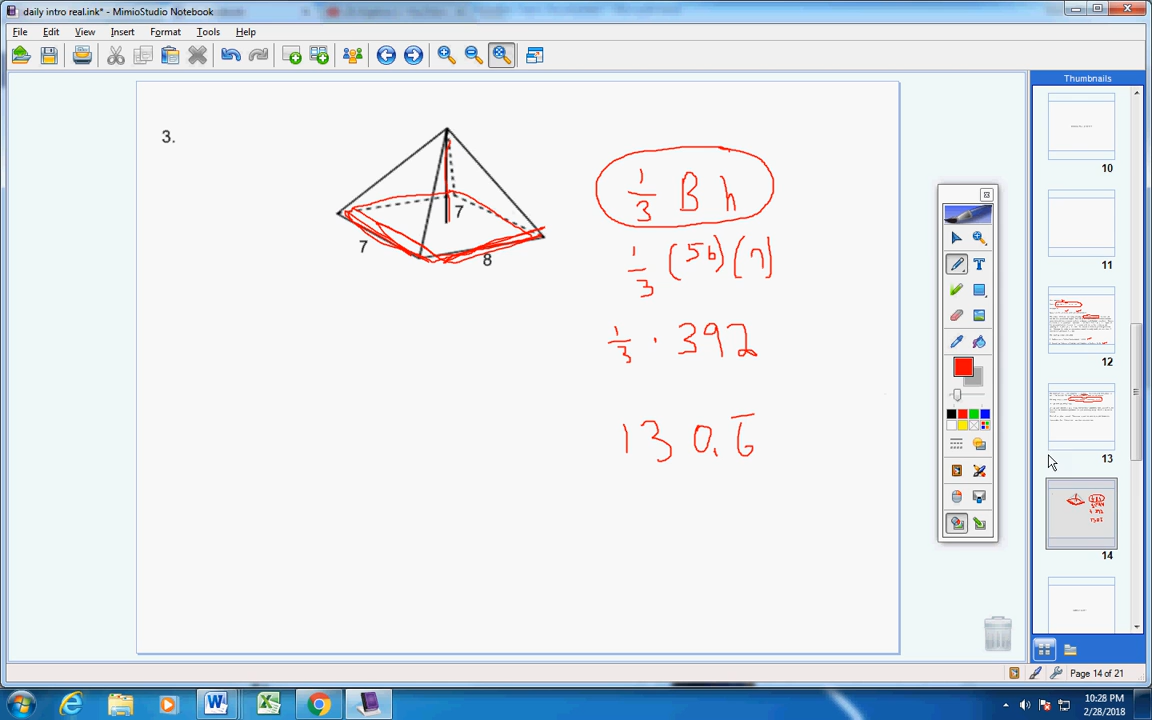 daily intro real.ink* - MimioStudio Notebook
File Edit View Insert Format Tools Help
Thumbnails
3.
7
7
8
1/3 B h
1/3 (56)(7)
1/3 · 392
130.6̅
10
11
12
13
14
T
Page 14 of 21
10:28 PM
2/28/2018